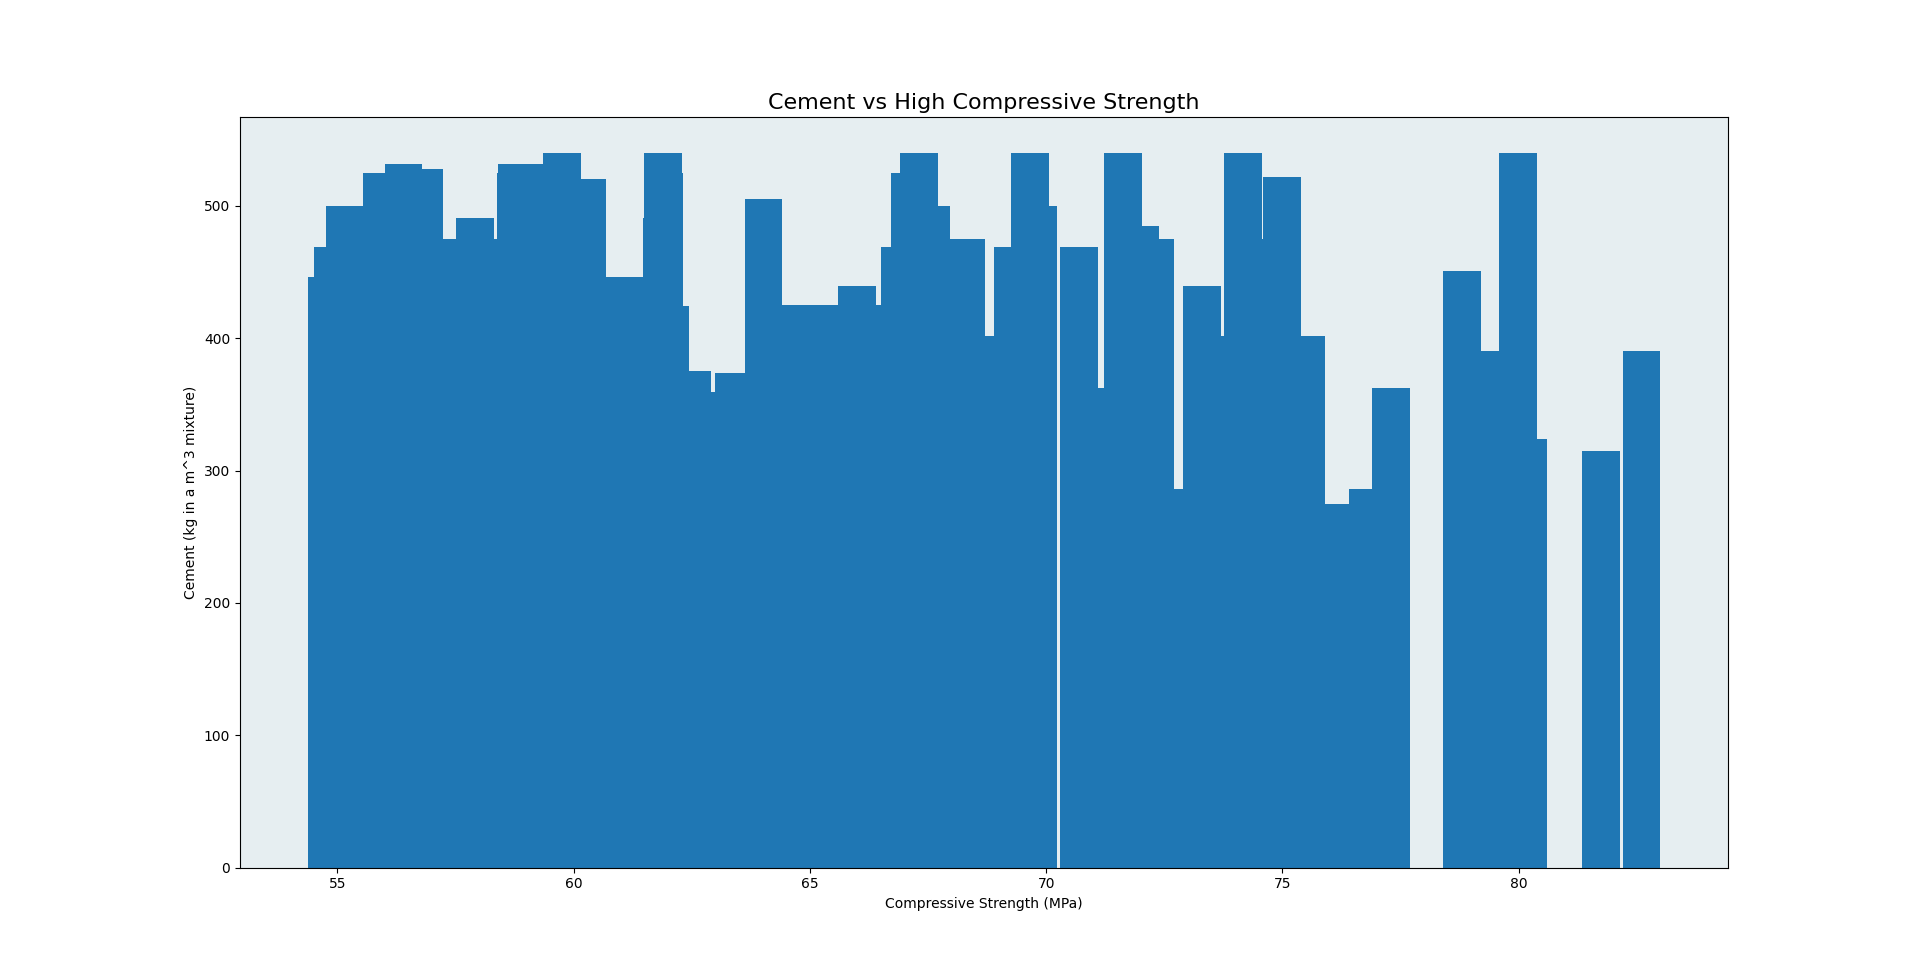 Cement vs High Compressive Strength
Cement (kg in a m^3 mixture)
500
400
300
200
100
0
55 60 65 70 75 80
Compressive Strength (MPa)